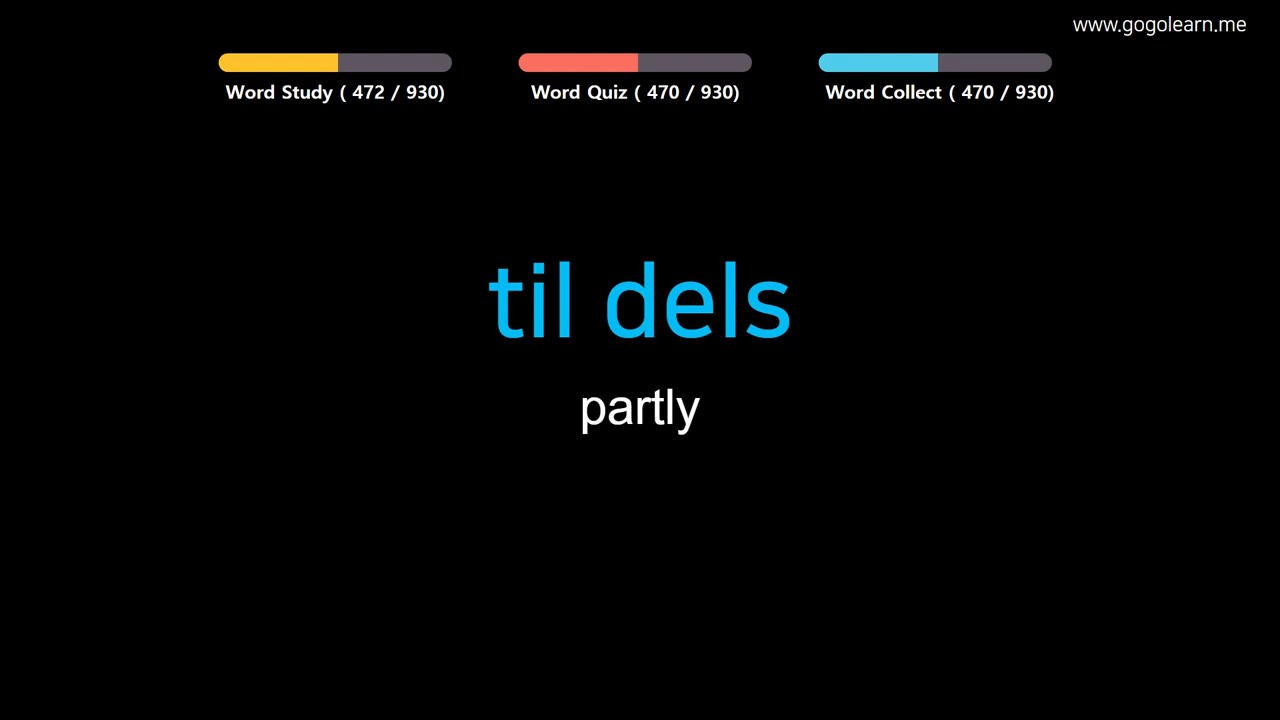 www.gogolearn.me
Word Study ( 472 / 930)
Word Quiz ( 470 / 930)
Word Collect ( 470 / 930)
til dels
partly